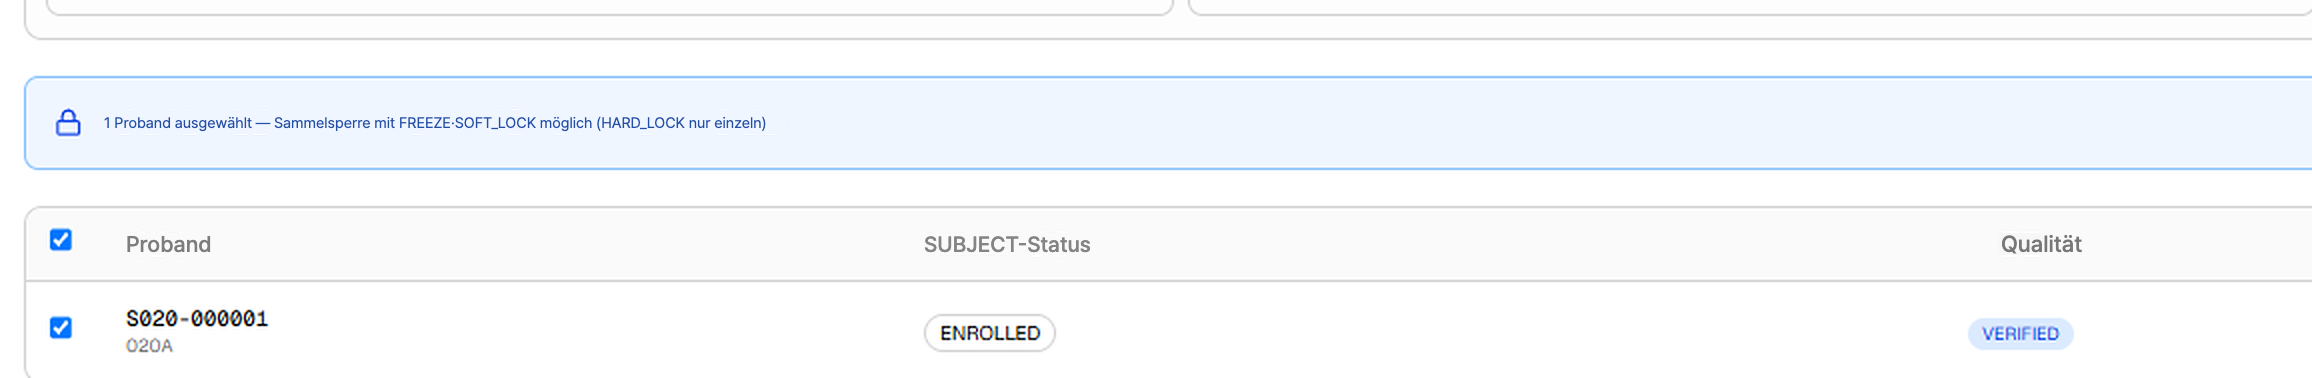 1 Proband ausgewählt — Sammelsperre mit FREEZE·SOFT_LOCK möglich (HARD_LOCK nur einzeln)
Proband SUBJECT-Status Qualität
S020-000001 ENROLLED VERIFIED
020A